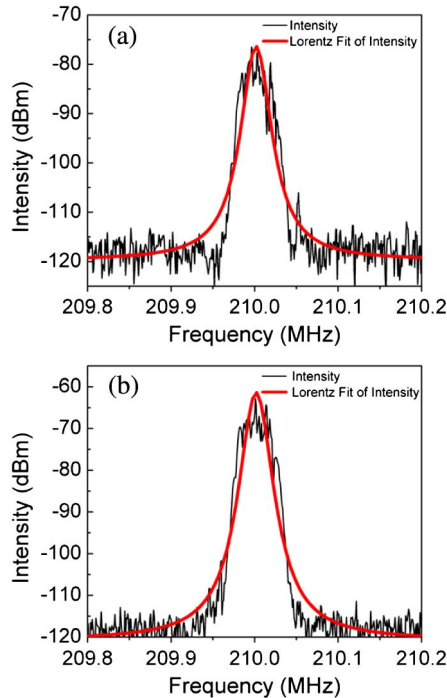 (a)
Intensity
Lorentz Fit of Intensity
-70
-80
-90
-100
-110
-120
Intensity (dBm)
209.8 209.9 210.0 210.1 210.2
Frequency (MHz)
(b)
Intensity
Lorentz Fit of Intensity
-60
-70
-80
-90
-100
-110
-120
Intensity (dBm)
209.8 209.9 210.0 210.1 210.2
Frequency (MHz)